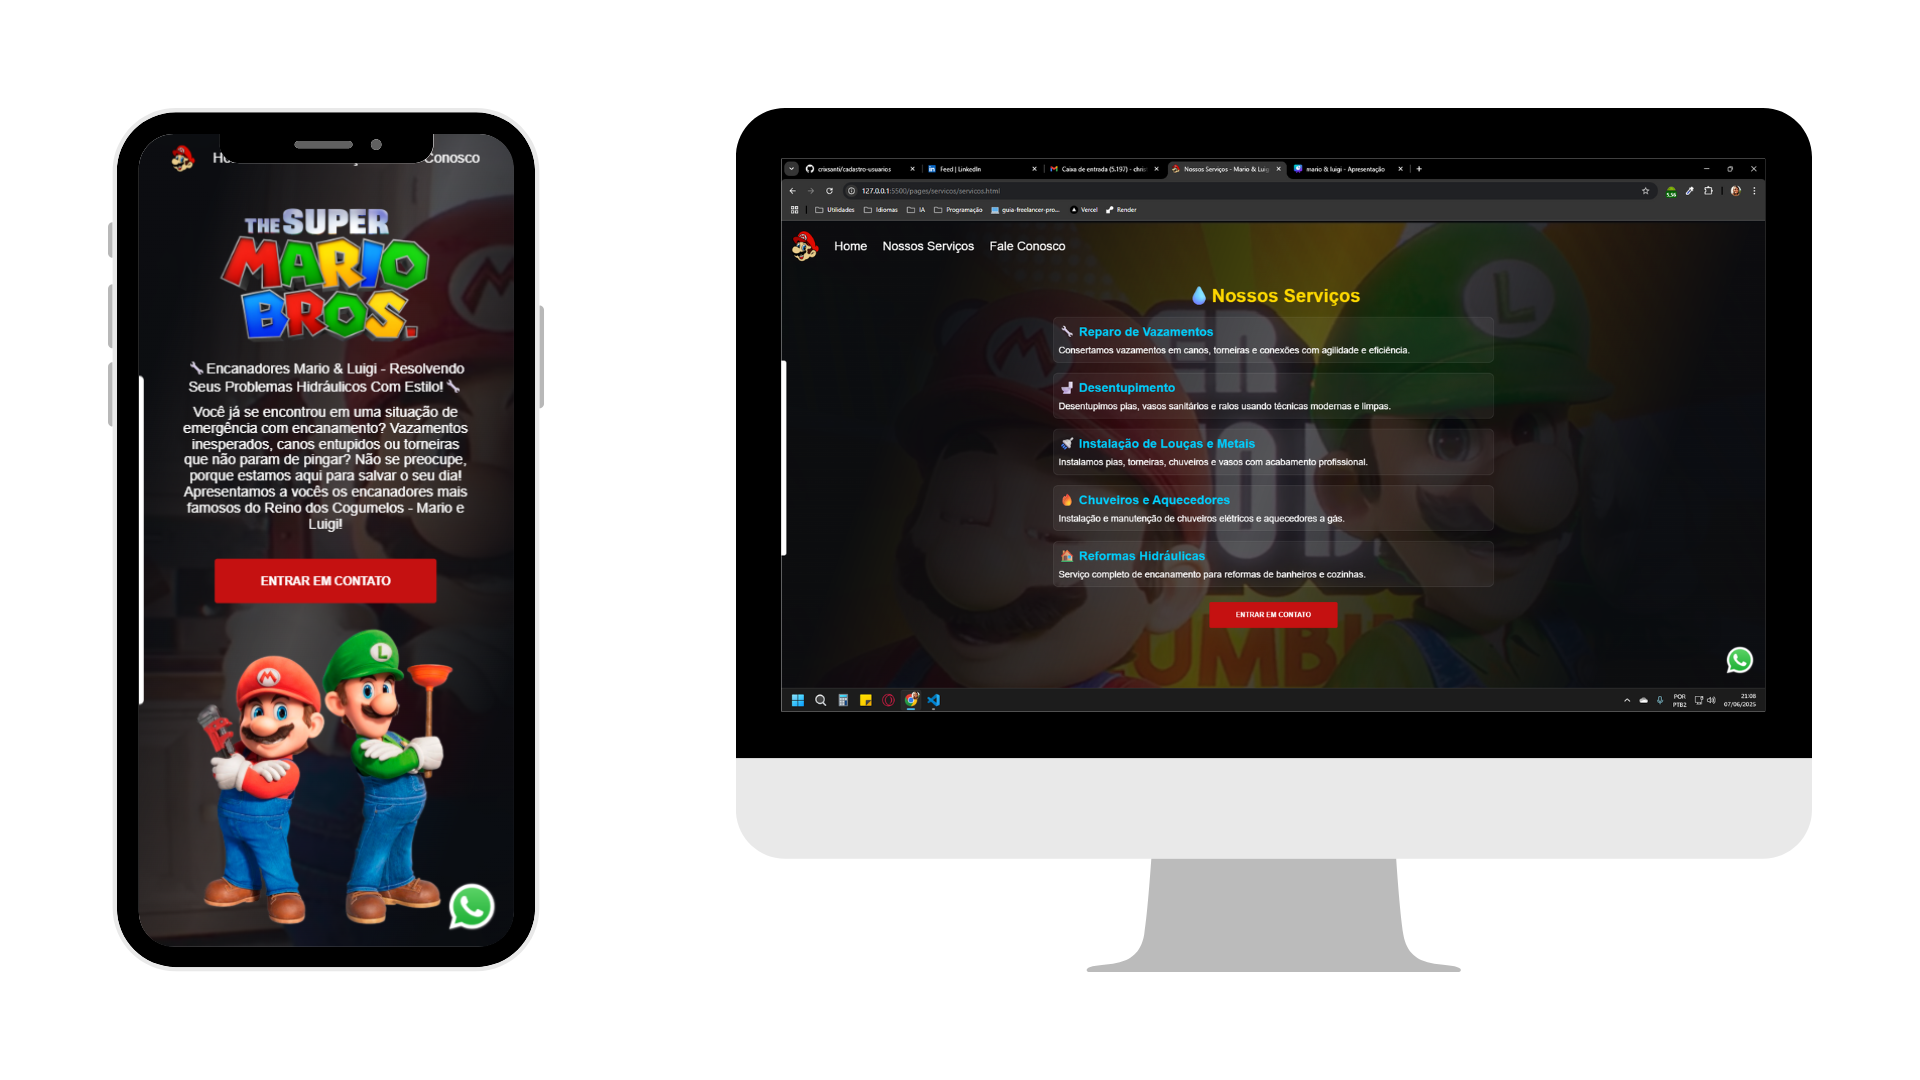 Conosco
THE SUPER
MARIO
BROS.
Encanadores Mario & Luigi - Resolvendo
Seus Problemas Hidráulicos Com Estilo!
Você já se encontrou em uma situação de
emergência com encanamento? Vazamentos
inesperados, canos entupidos ou torneiras
que não param de pingar? Não se preocupe,
porque estamos aqui para salvar o seu dia!
Apresentamos a vocês os encanadores mais
famosos do Reino dos Cogumelos - Mario e
Luigi!
ENTRAR EM CONTATO
M
L
crixsanti/cadastro-usuarios
Feed | LinkedIn
Caixa de entrada (5.197) - chris
Nossos Serviços - Mario & Luig
mario & luigi - Apresentação
127.0.0.1:5500/pages/servicos/servicos.html
5,56
Utilidades Idiomas IA Programação guia-freelancer-pro... Vercel Render
Home Nossos Serviços Fale Conosco
Nossos Serviços
Reparo de Vazamentos
Consertamos vazamentos em canos, torneiras e conexões com agilidade e eficiência.
Desentupimento
Desentupimos pias, vasos sanitários e ralos usando técnicas modernas e limpas.
Instalação de Louças e Metais
Instalamos pias, torneiras, chuveiros e vasos com acabamento profissional.
Chuveiros e Aquecedores
Instalação e manutenção de chuveiros elétricos e aquecedores a gás.
Reformas Hidráulicas
Serviço completo de encanamento para reformas de banheiros e cozinhas.
ENTRAR EM CONTATO
POR
PTB2
21:08
07/06/2025